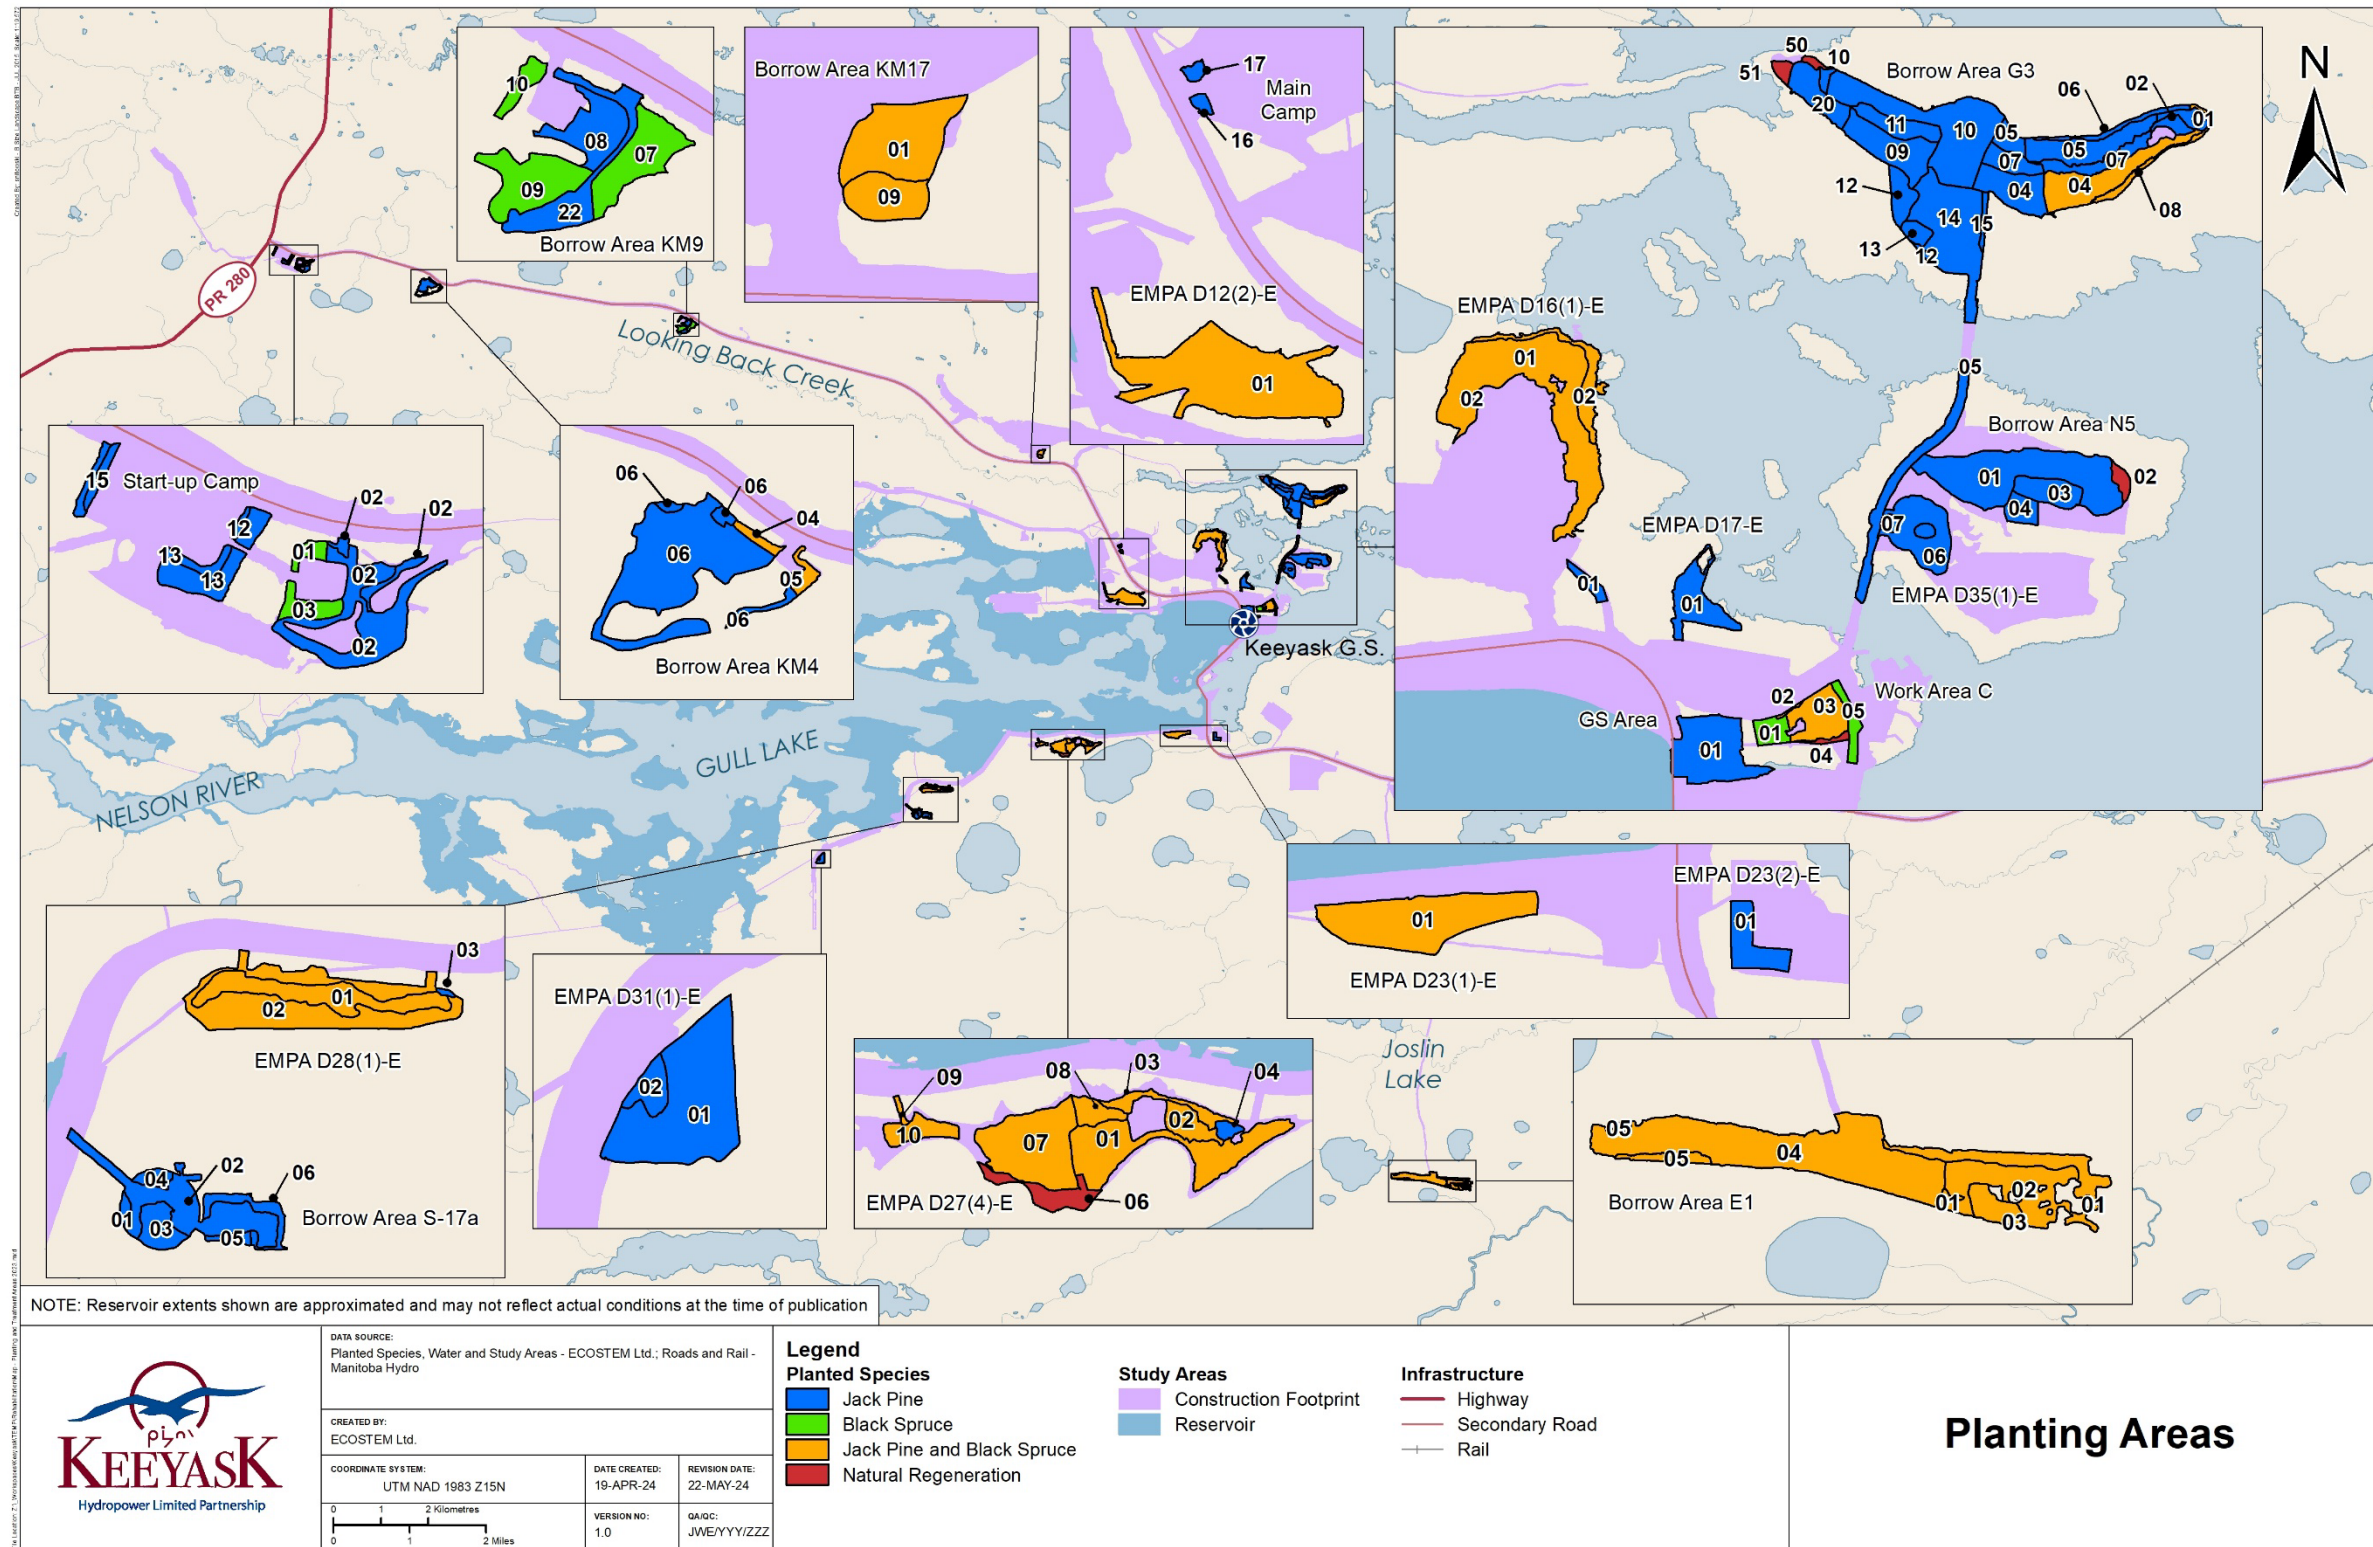 10
08
07
09
22
Borrow Area KM9
Borrow Area KM17
01
09
17
Main
Camp
16
EMPA D12(2)-E
01
50
10
51
Borrow Area G3
06
02
01
20
11
10
05
05
07
07
09
04
04
12
08
14
15
13
12
EMPA D16(1)-E
01
02
02
05
Borrow Area N5
01
03
02
04
07
06
EMPA D17-E
01
01
EMPA D35(1)-E
GS Area
01
02
03
05
01
04
Work Area C
N
PR 280
Looking Back Creek
15
Start-up Camp
02
02
12
01
13
13
02
03
02
06
06
04
06
05
06
Borrow Area KM4
Keeyask G.S.
NELSON RIVER
GULL LAKE
01
EMPA D23(1)-E
EMPA D23(2)-E
01
03
01
02
EMPA D28(1)-E
02
04
06
01
03
05
Borrow Area S-17a
EMPA D31(1)-E
02
01
09
08
03
04
10
07
01
02
EMPA D27(4)-E
06
Joslin
Lake
05
05
04
01
02
01
03
Borrow Area E1
NOTE: Reservoir extents shown are approximated and may not reflect actual conditions at the time of publication
KEEYASK
Hydropower Limited Partnership
DATA SOURCE:
Planted Species, Water and Study Areas - ECOSTEM Ltd.; Roads and Rail -
Manitoba Hydro
CREATED BY:
ECOSTEM Ltd.
COORDINATE SYSTEM:
UTM NAD 1983 Z15N
DATE CREATED:
19-APR-24
REVISION DATE:
22-MAY-24
0 1 2 Kilometres
0 1 2 Miles
VERSION NO:
1.0
QA/QC:
JWE/YYY/ZZZ
Legend
Planted Species
Jack Pine
Black Spruce
Jack Pine and Black Spruce
Natural Regeneration
Study Areas
Construction Footprint
Reservoir
Infrastructure
Highway
Secondary Road
Rail
Planting Areas